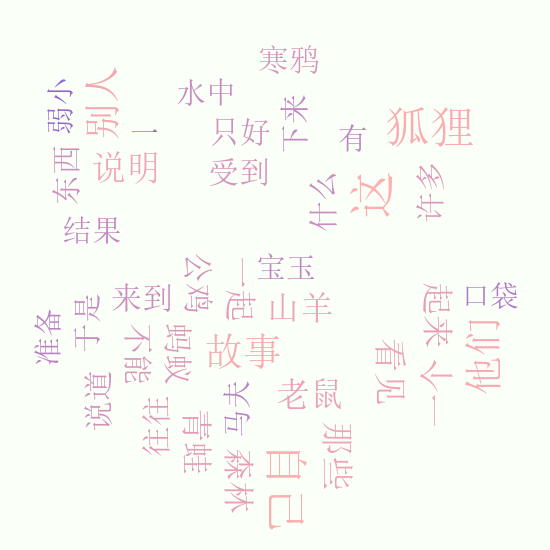 寒鸦
水中
弱小
别人
一
只好
下来
有
狐狸
东西
说明
受到
什么
这
许多
结果
公鸡
一起
宝玉
来到
山羊
起来
口袋
准备
于是
不能
蚂蚁
故事
看见
一个
他们
说道
往往
青蛙
马夫
老鼠
那些
森林
自己